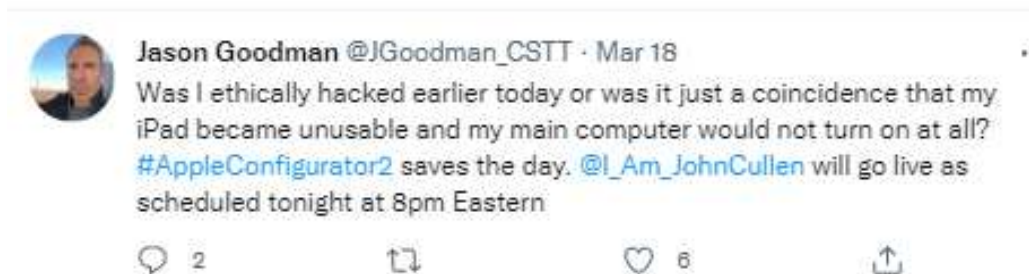 Jason Goodman @JGoodman_CSTT · Mar 18
Was I ethically hacked earlier today or was it just a coincidence that my
iPad became unusable and my main computer would not turn on at all?
#AppleConfigurator2 saves the day. @I_Am_JohnCullen will go live as
scheduled tonight at 8pm Eastern
2 6